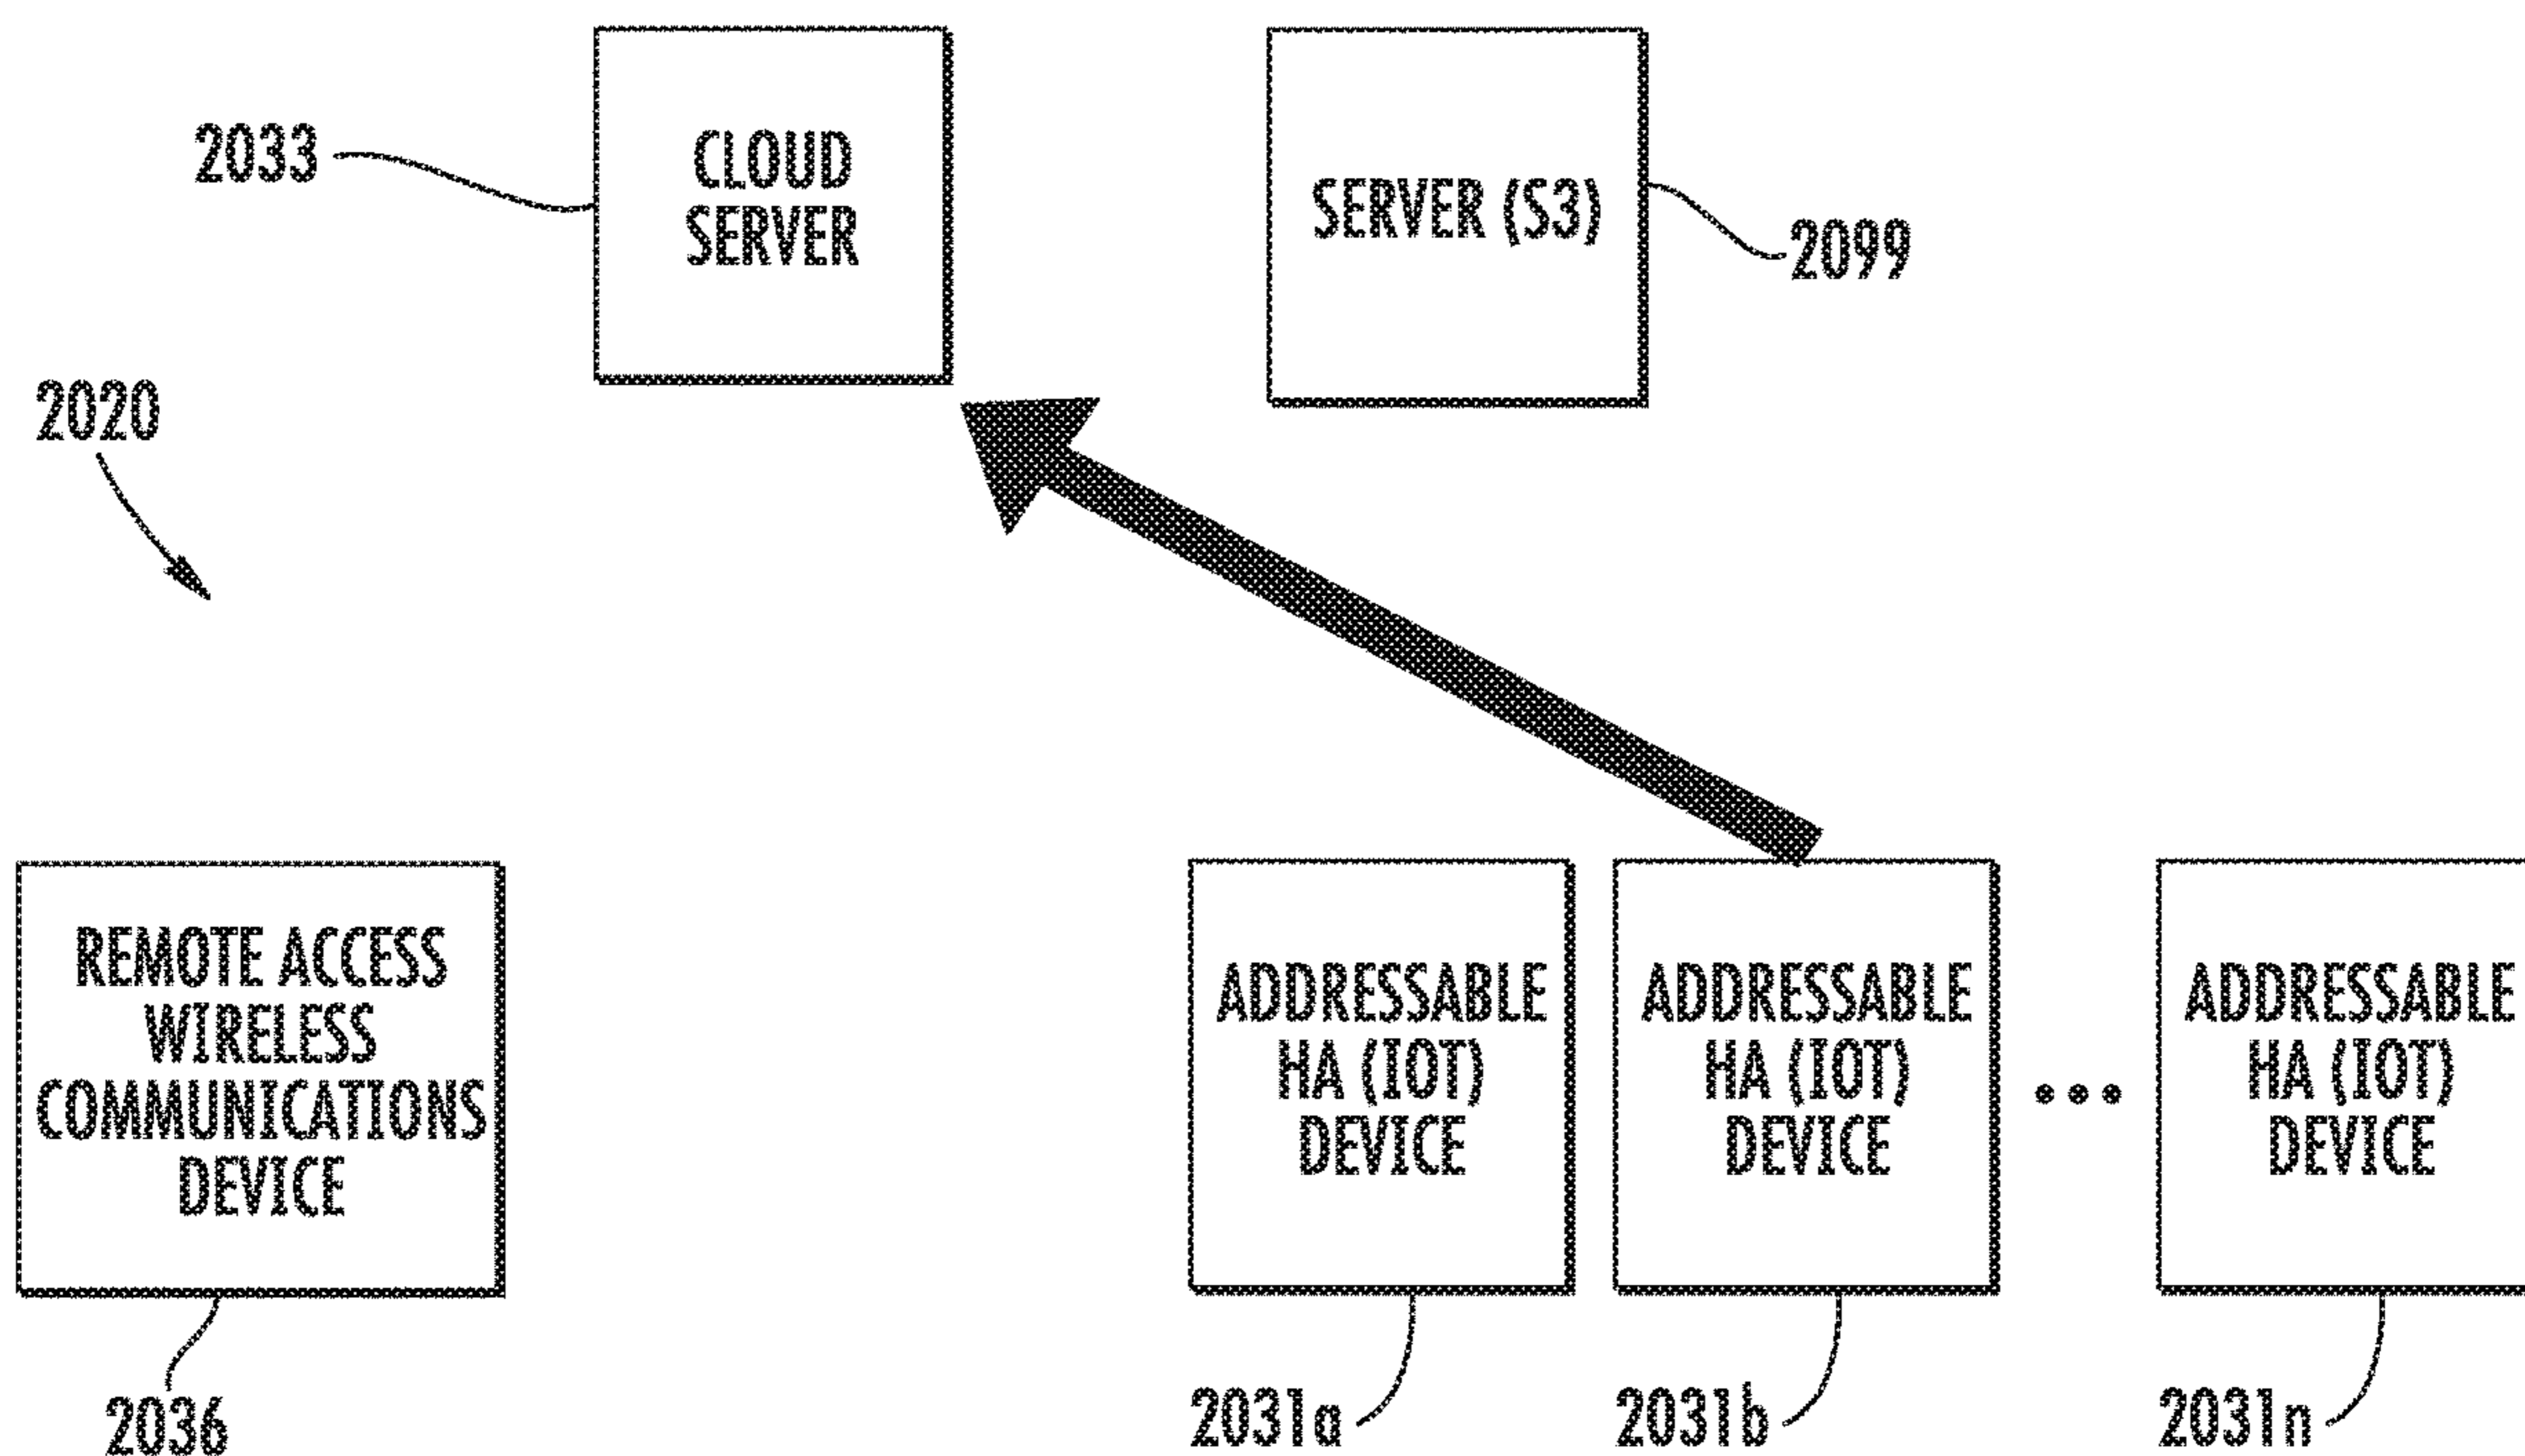 2033
CLOUD
SERVER
SERVER (S3)
2099
2020
REMOTE ACCESS
WIRELESS
COMMUNICATIONS
DEVICE
2036
ADDRESSABLE
HA (IOT)
DEVICE
2031a
ADDRESSABLE
HA (IOT)
DEVICE
2031b
ADDRESSABLE
HA (IOT)
DEVICE
2031n